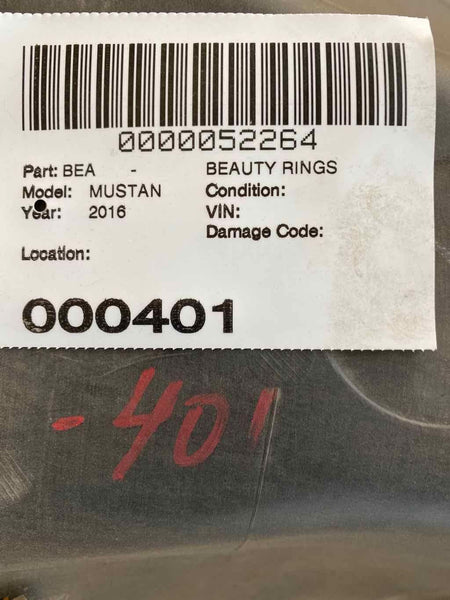 0000052264
Part: BEA - BEAUTY RINGS
Model: MUSTAN Condition:
Year: 2016 VIN:
Damage Code:
Location:
000401
-401